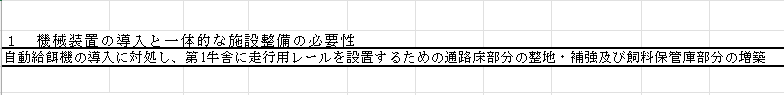 1　機械装置の導入と一体的な施設整備の必要性
自動給餌機の導入に対処し、第1牛舎に走行用レールを設置するための通路床部分の整地・補強及び飼料保管庫部分の増築